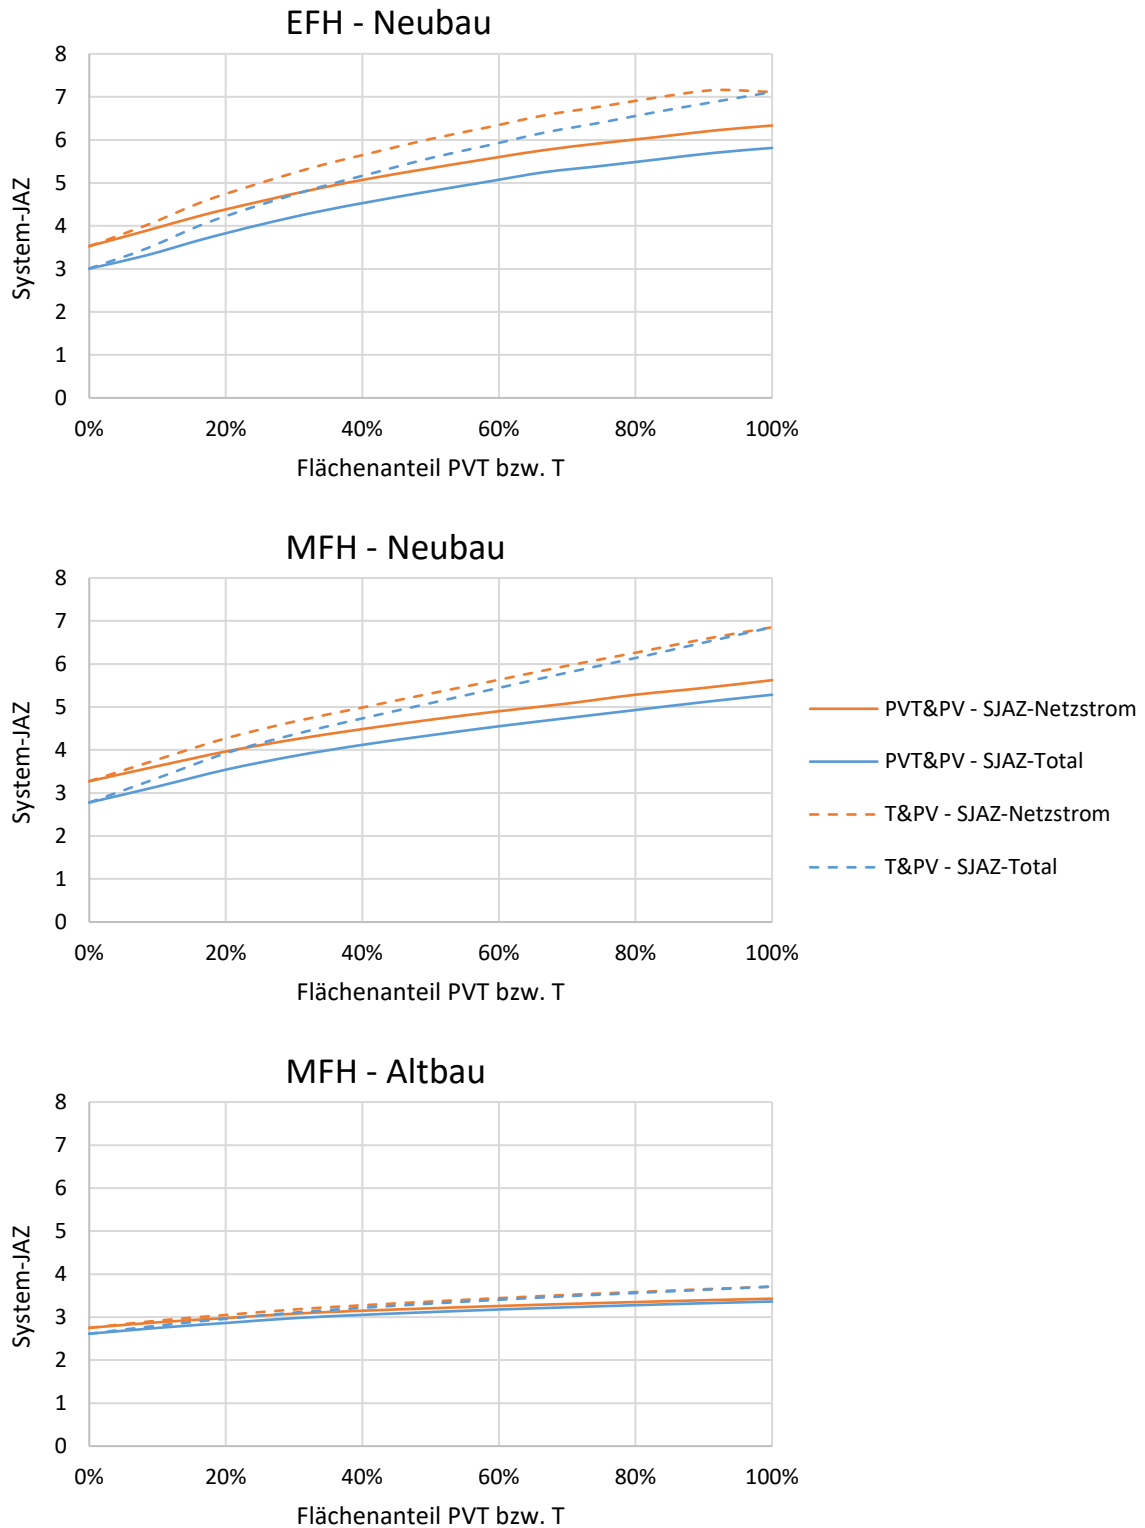 EFH - Neubau
8
7
6
5
4
3
2
1
0
System-JAZ
0% 20% 40% 60% 80% 100%
Flächenanteil PVT bzw. T
MFH - Neubau
8
7
6
5
4
3
2
1
0
System-JAZ
0% 20% 40% 60% 80% 100%
Flächenanteil PVT bzw. T
PVT&PV - SJAZ-Netzstrom
PVT&PV - SJAZ-Total
T&PV - SJAZ-Netzstrom
T&PV - SJAZ-Total
MFH - Altbau
8
7
6
5
4
3
2
1
0
System-JAZ
0% 20% 40% 60% 80% 100%
Flächenanteil PVT bzw. T